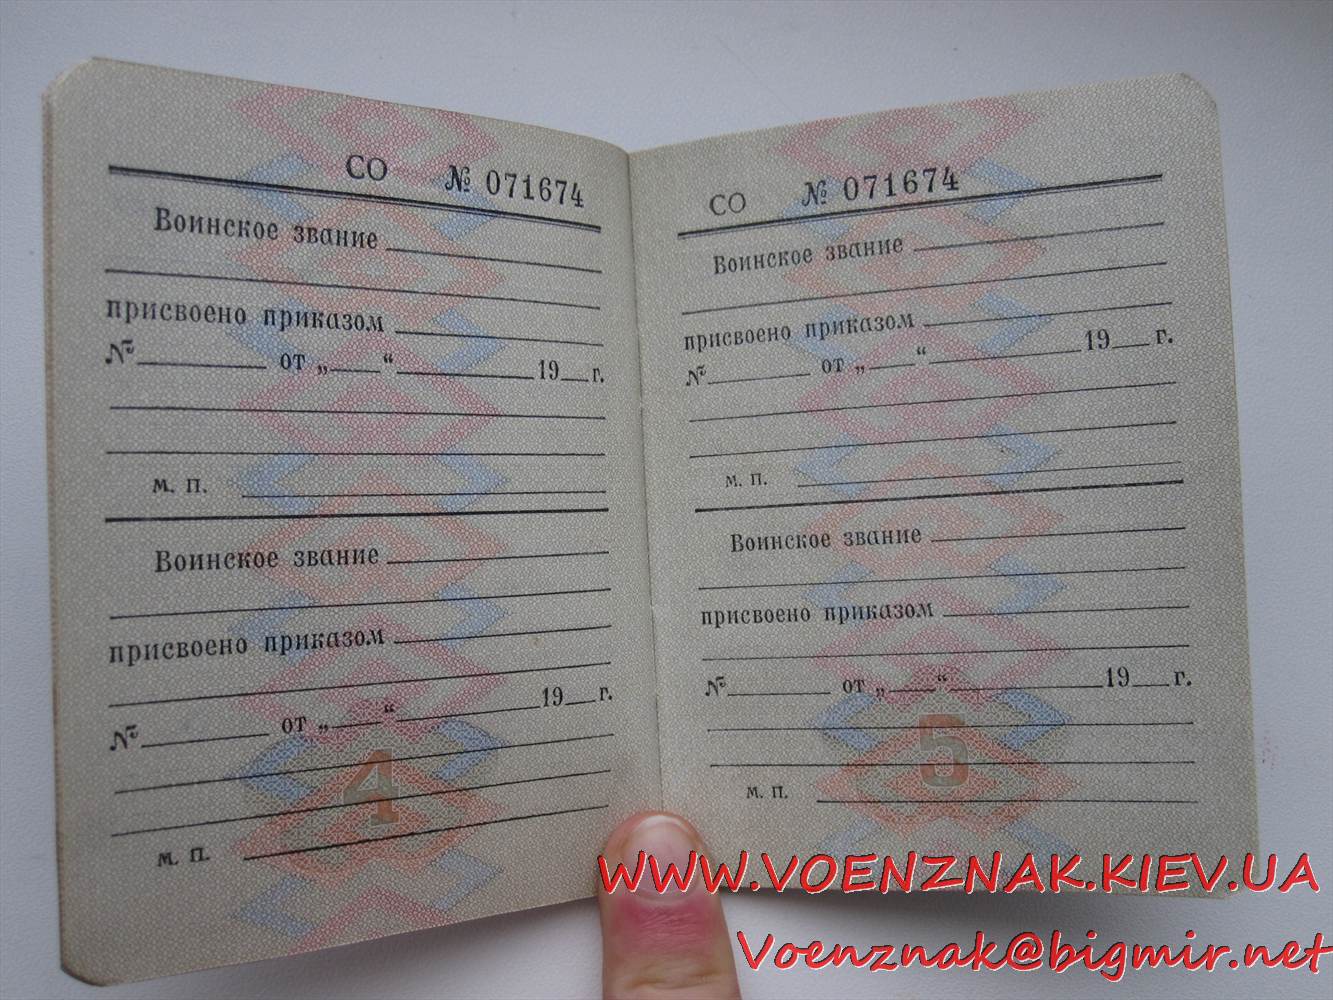 СО № 071674
Воинское звание
присвоено приказом
№ от „ “ 19 г.
м. п.
Воинское звание
присвоено приказом
№ от „ “ 19 г.
м. п.
4
СО № 071674
Воинское звание
присвоено приказом
№ от „ “ 19 г.
м. п.
Воинское звание
присвоено приказом
№ от „ “ 19 г.
м. п.
5
WWW.VOENZNAK.KIEV.UA
Voenznak@bigmir.net